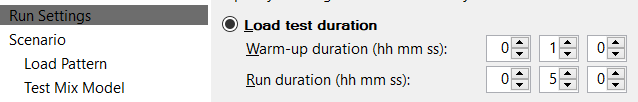 Run Settings
Scenario
Load Pattern
Test Mix Model
Load test duration
Warm-up duration (hh mm ss): 0 1 0
Run duration (hh mm ss): 0 5 0